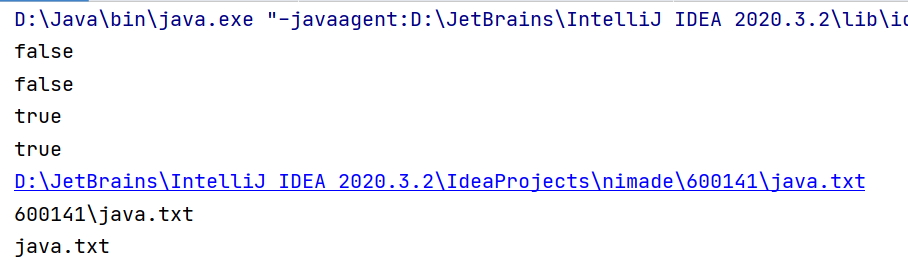 D:\Java\bin\java.exe "-javaagent:D:\JetBrains\IntelliJ IDEA 2020.3.2\lib\id
false
false
true
true
D:\JetBrains\IntelliJ IDEA 2020.3.2\IdeaProjects\nimade\600141\java.txt
600141\java.txt
java.txt